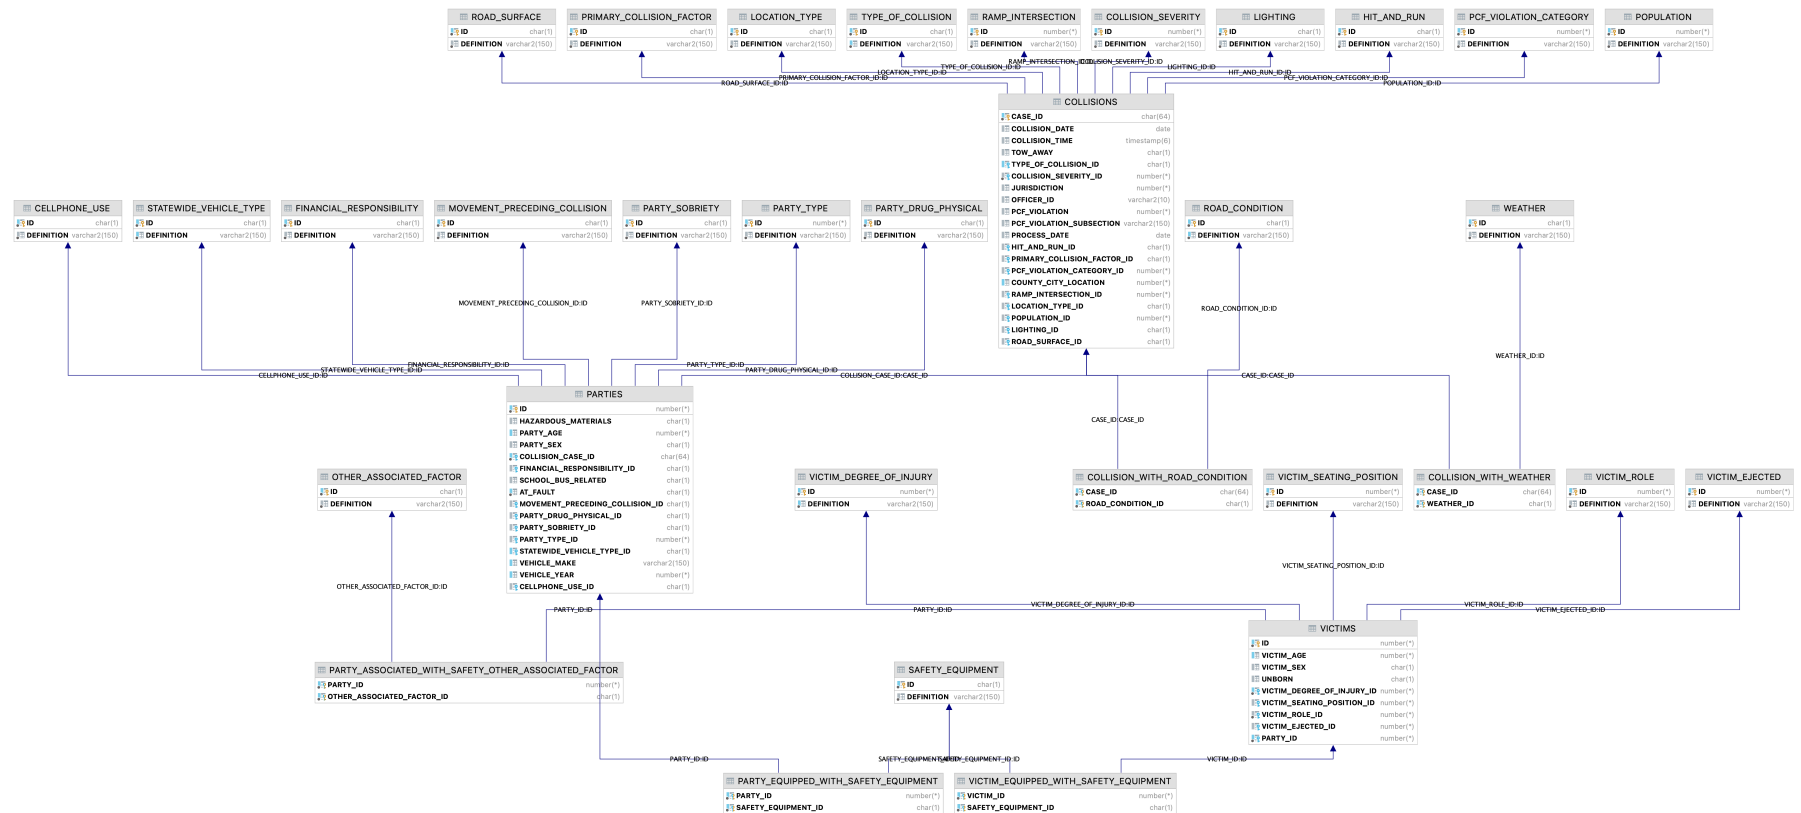 ROAD_SURFACE
ID char(1)
DEFINITION varchar2(150)
PRIMARY_COLLISION_FACTOR
ID char(1)
DEFINITION varchar2(150)
LOCATION_TYPE
ID char(1)
DEFINITION varchar2(150)
TYPE_OF_COLLISION
ID char(1)
DEFINITION varchar2(150)
RAMP_INTERSECTION
ID number(*)
DEFINITION varchar2(150)
COLLISION_SEVERITY
ID number(*)
DEFINITION varchar2(150)
LIGHTING
ID char(1)
DEFINITION varchar2(150)
HIT_AND_RUN
ID char(1)
DEFINITION varchar2(150)
PCF_VIOLATION_CATEGORY
ID number(*)
DEFINITION varchar2(150)
POPULATION
ID number(*)
DEFINITION varchar2(150)
RAMP_INTERSECTION_ID:ID
COLLISION_SEVERITY_ID:ID
TYPE_OF_COLLISION_ID:ID
LIGHTING_ID:ID
LOCATION_TYPE_ID:ID
HIT_AND_RUN_ID:ID
PRIMARY_COLLISION_FACTOR_ID:ID
PCF_VIOLATION_CATEGORY_ID:ID
ROAD_SURFACE_ID:ID
POPULATION_ID:ID
COLLISIONS
CASE_ID char(64)
COLLISION_DATE date
COLLISION_TIME timestamp(6)
TOW_AWAY char(1)
TYPE_OF_COLLISION_ID char(1)
COLLISION_SEVERITY_ID number(*)
JURISDICTION number(*)
OFFICER_ID varchar2(10)
PCF_VIOLATION number(*)
PCF_VIOLATION_SUBSECTION varchar2(150)
PROCESS_DATE date
HIT_AND_RUN_ID char(1)
PRIMARY_COLLISION_FACTOR_ID char(1)
PCF_VIOLATION_CATEGORY_ID number(*)
COUNTY_CITY_LOCATION number(*)
RAMP_INTERSECTION_ID number(*)
LOCATION_TYPE_ID char(1)
POPULATION_ID number(*)
LIGHTING_ID char(1)
ROAD_SURFACE_ID char(1)
CELLPHONE_USE
ID char(1)
DEFINITION varchar2(150)
STATEWIDE_VEHICLE_TYPE
ID char(1)
DEFINITION varchar2(150)
FINANCIAL_RESPONSIBILITY
ID char(1)
DEFINITION varchar2(150)
MOVEMENT_PRECEDING_COLLISION
ID char(1)
DEFINITION varchar2(150)
PARTY_SOBRIETY
ID char(1)
DEFINITION varchar2(150)
PARTY_TYPE
ID number(*)
DEFINITION varchar2(150)
PARTY_DRUG_PHYSICAL
ID char(1)
DEFINITION varchar2(150)
ROAD_CONDITION
ID char(1)
DEFINITION varchar2(150)
WEATHER
ID char(1)
DEFINITION varchar2(150)
MOVEMENT_PRECEDING_COLLISION_ID:ID
PARTY_SOBRIETY_ID:ID
ROAD_CONDITION_ID:ID
WEATHER_ID:ID
FINANCIAL_RESPONSIBILITY_ID:ID
PARTY_TYPE_ID:ID
STATEWIDE_VEHICLE_TYPE_ID:ID
PARTY_DRUG_PHYSICAL_ID:ID
CELLPHONE_USE_ID:ID
COLLISION_CASE_ID:CASE_ID
CASE_ID:CASE_ID
CASE_ID:CASE_ID
PARTIES
ID number(*)
HAZARDOUS_MATERIALS char(1)
PARTY_AGE number(*)
PARTY_SEX char(1)
COLLISION_CASE_ID char(64)
FINANCIAL_RESPONSIBILITY_ID char(1)
SCHOOL_BUS_RELATED char(1)
AT_FAULT char(1)
MOVEMENT_PRECEDING_COLLISION_ID char(1)
PARTY_DRUG_PHYSICAL_ID char(1)
PARTY_SOBRIETY_ID char(1)
PARTY_TYPE_ID number(*)
STATEWIDE_VEHICLE_TYPE_ID char(1)
VEHICLE_MAKE varchar2(150)
VEHICLE_YEAR number(*)
CELLPHONE_USE_ID char(1)
OTHER_ASSOCIATED_FACTOR
ID char(1)
DEFINITION varchar2(150)
VICTIM_DEGREE_OF_INJURY
ID number(*)
DEFINITION varchar2(150)
COLLISION_WITH_ROAD_CONDITION
CASE_ID char(64)
ROAD_CONDITION_ID char(1)
VICTIM_SEATING_POSITION
ID number(*)
DEFINITION varchar2(150)
COLLISION_WITH_WEATHER
CASE_ID char(64)
WEATHER_ID char(1)
VICTIM_ROLE
ID number(*)
DEFINITION varchar2(150)
VICTIM_EJECTED
ID number(*)
DEFINITION varchar2(150)
OTHER_ASSOCIATED_FACTOR_ID:ID
VICTIM_SEATING_POSITION_ID:ID
VICTIM_DEGREE_OF_INJURY_ID:ID
VICTIM_ROLE_ID:ID
PARTY_ID:ID
PARTY_ID:ID
VICTIM_EJECTED_ID:ID
VICTIMS
ID number(*)
VICTIM_AGE number(*)
VICTIM_SEX char(1)
UNBORN char(1)
VICTIM_DEGREE_OF_INJURY_ID number(*)
VICTIM_SEATING_POSITION_ID number(*)
VICTIM_ROLE_ID number(*)
VICTIM_EJECTED_ID number(*)
PARTY_ID number(*)
PARTY_ASSOCIATED_WITH_SAFETY_OTHER_ASSOCIATED_FACTOR
PARTY_ID number(*)
OTHER_ASSOCIATED_FACTOR_ID char(1)
SAFETY_EQUIPMENT
ID char(1)
DEFINITION varchar2(150)
PARTY_ID:ID
SAFETY_EQUIPMENT_ID:ID
SAFETY_EQUIPMENT_ID:ID
VICTIM_ID:ID
PARTY_EQUIPPED_WITH_SAFETY_EQUIPMENT
PARTY_ID number(*)
SAFETY_EQUIPMENT_ID char(1)
VICTIM_EQUIPPED_WITH_SAFETY_EQUIPMENT
VICTIM_ID number(*)
SAFETY_EQUIPMENT_ID char(1)